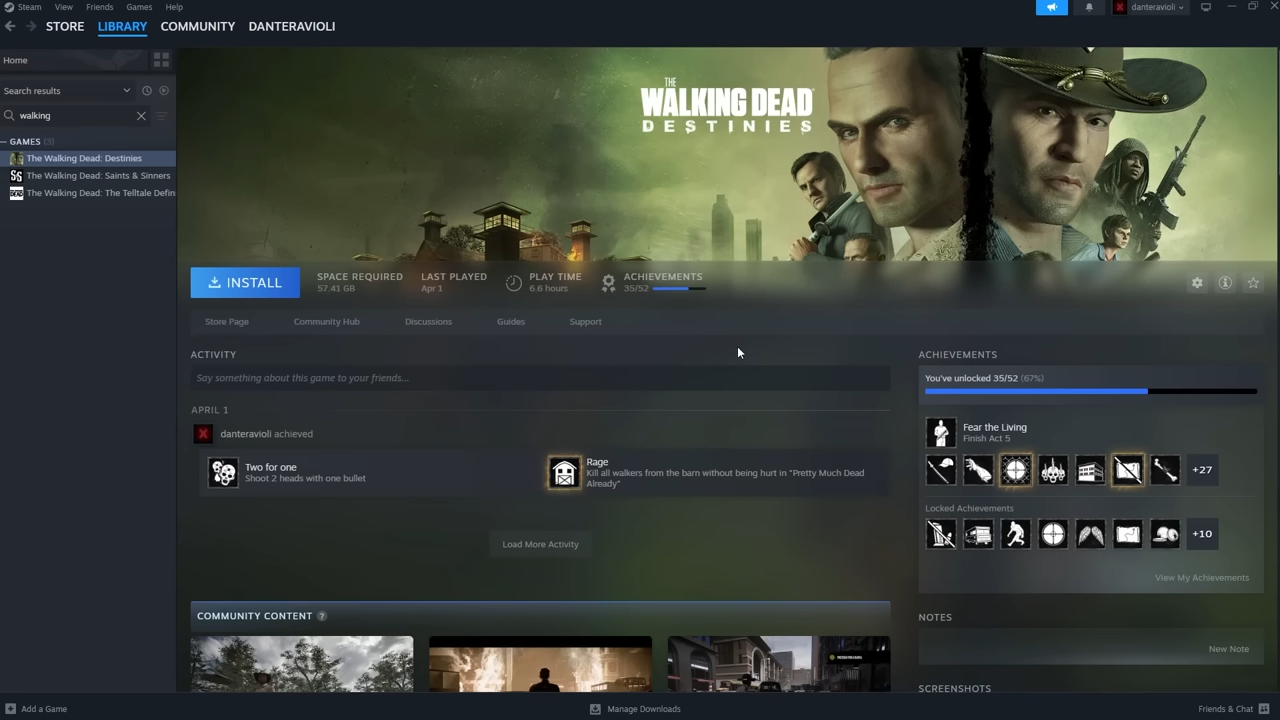 Steam View Friends Games Help
danteravioli
STORE LIBRARY COMMUNITY DANTERAVIOLI
Home
Search results
walking
GAMES (3)
The Walking Dead: Destinies
The Walking Dead: Saints & Sinners
The Walking Dead: The Telltale Defin
THE
WALKING DEAD
DESTINIES
INSTALL
SPACE REQUIRED
57.41 GB
LAST PLAYED
Apr 1
PLAY TIME
6.6 hours
ACHIEVEMENTS
35/52
Store Page Community Hub Discussions Guides Support
ACTIVITY
Say something about this game to your friends...
APRIL 1
danteravioli achieved
Two for one
Shoot 2 heads with one bullet
Rage
Kill all walkers from the barn without being hurt in "Pretty Much Dead
Already"
Load More Activity
COMMUNITY CONTENT ?
ACHIEVEMENTS
You've unlocked 35/52 (67%)
Fear the Living
Finish Act 5
+27
Locked Achievements
+10
View My Achievements
NOTES
New Note
SCREENSHOTS
Add a Game
Manage Downloads
Friends & Chat